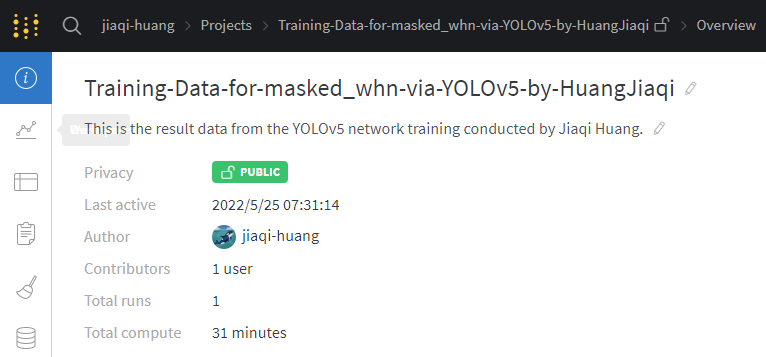 jiaqi-huang > Projects > Training-Data-for-masked_whn-via-YOLOv5-by-HuangJiaqi > Overview
Training-Data-for-masked_whn-via-YOLOv5-by-HuangJiaqi
This is the result data from the YOLOv5 network training conducted by Jiaqi Huang.
Privacy PUBLIC
Last active 2022/5/25 07:31:14
Author jiaqi-huang
Contributors 1 user
Total runs 1
Total compute 31 minutes